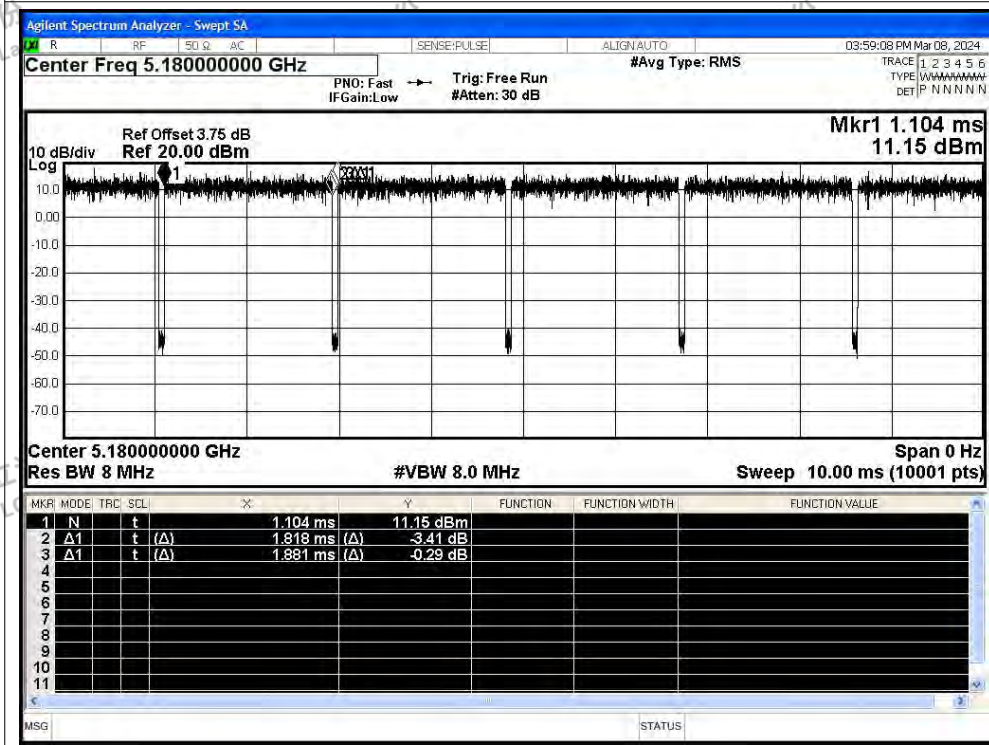 Agilent Spectrum Analyzer - Swept SA
R RF 50 Ω AC SENSE:PULSE ALIGN AUTO 03:59:08 PM Mar 08, 2024
Center Freq 5.180000000 GHz #Avg Type: RMS TRACE 1 2 3 4 5 6
PNO: Fast Trig: Free Run TYPE
IFGain:Low #Atten: 30 dB DET P N N N N N
Mkr1 1.104 ms
Ref Offset 3.75 dB
10 dB/div Ref 20.00 dBm 11.15 dBm
Log
1
10.0
0.00
-10.0
-20.0
-30.0
-40.0
-50.0
-60.0
-70.0
Center 5.180000000 GHz Span 0 Hz
Res BW 8 MHz #VBW 8.0 MHz Sweep 10.00 ms (10001 pts)
MKR MODE TRC SCL X Y FUNCTION FUNCTION WIDTH FUNCTION VALUE
1 N t 1.104 ms 11.15 dBm
2 Δ1 t (Δ) 1.818 ms (Δ) -3.41 dB
3 Δ1 t (Δ) 1.881 ms (Δ) -0.29 dB
4
5
6
7
8
9
10
11
MSG STATUS